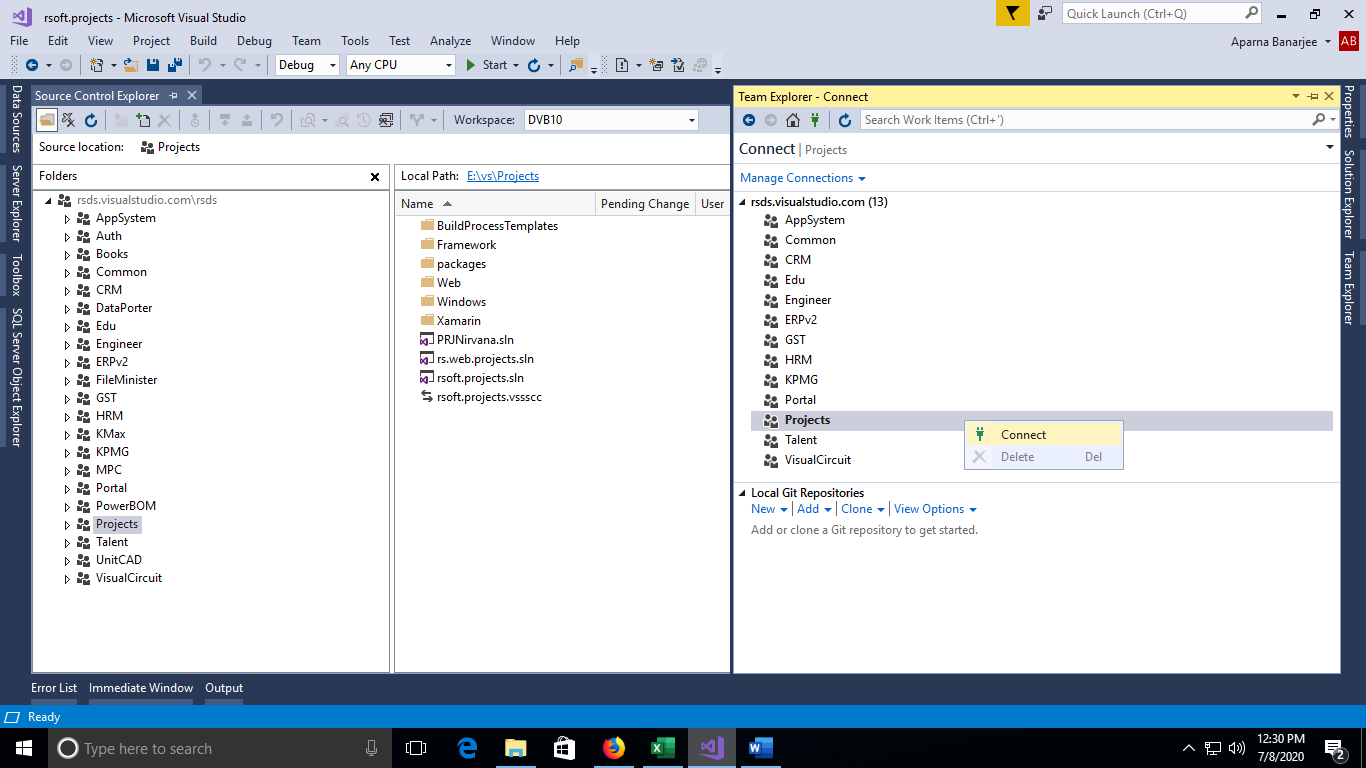 rsoft.projects - Microsoft Visual Studio
Quick Launch (Ctrl+Q)
File Edit View Project Build Debug Team Tools Test Analyze Window Help
Aparna Banarjee AB
Debug Any CPU Start
Data Sources
Server Explorer
Toolbox
SQL Server Object Explorer
Source Control Explorer
Workspace: DVB10
Source location: Projects
Folders
rsds.visualstudio.com\rsds
AppSystem
Auth
Books
Common
CRM
DataPorter
Edu
Engineer
ERPv2
FileMinister
GST
HRM
KMax
KPMG
MPC
Portal
PowerBOM
Projects
Talent
UnitCAD
VisualCircuit
Local Path: E:\vs\Projects
Name Pending Change User
BuildProcessTemplates
Framework
packages
Web
Windows
Xamarin
PRJNirvana.sln
rs.web.projects.sln
rsoft.projects.sln
rsoft.projects.vssscc
Team Explorer - Connect
Search Work Items (Ctrl+')
Connect | Projects
Manage Connections
rsds.visualstudio.com (13)
AppSystem
Common
CRM
Edu
Engineer
ERPv2
GST
HRM
KPMG
Portal
Projects
Talent
VisualCircuit
Connect
Delete Del
Local Git Repositories
New Add Clone View Options
Add or clone a Git repository to get started.
Properties
Solution Explorer
Team Explorer
Error List Immediate Window Output
Ready
Type here to search
12:30 PM
7/8/2020
2